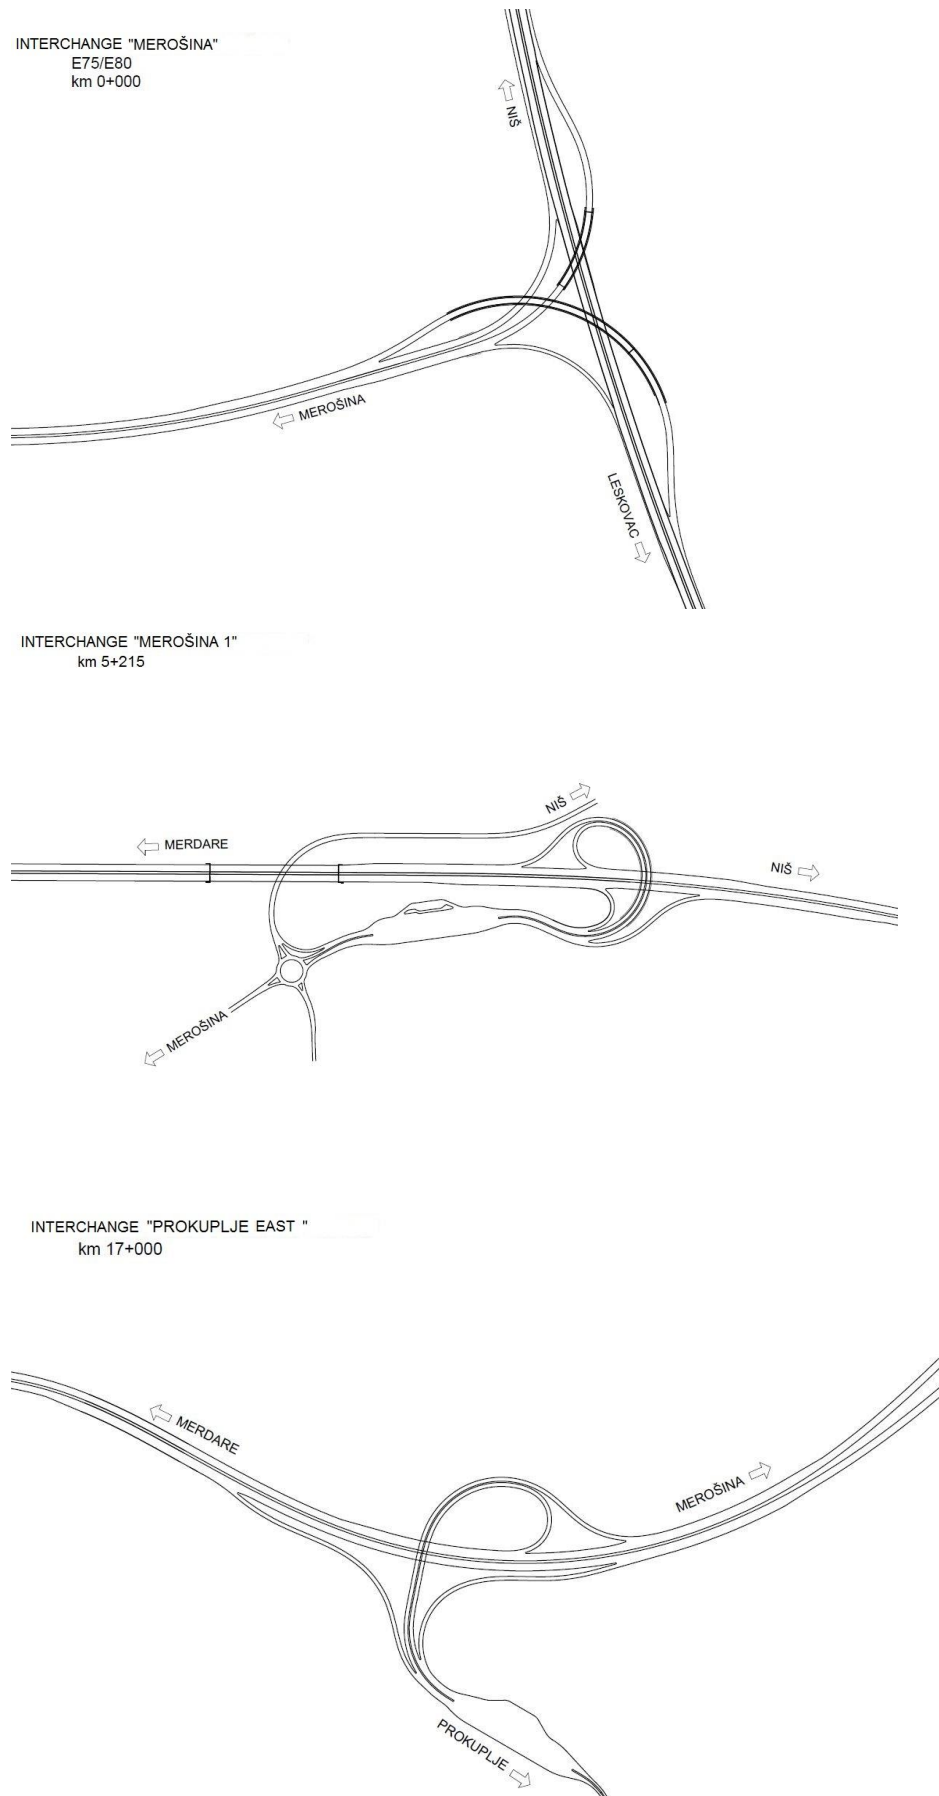 INTERCHANGE "MEROŠINA"
E75/E80
km 0+000
NIŠ
MEROŠINA
LESKOVAC
INTERCHANGE "MEROŠINA 1"
km 5+215
NIŠ
MERDARE
NIŠ
MEROŠINA
INTERCHANGE "PROKUPLJE EAST "
km 17+000
MERDARE
MEROŠINA
PROKUPLJE